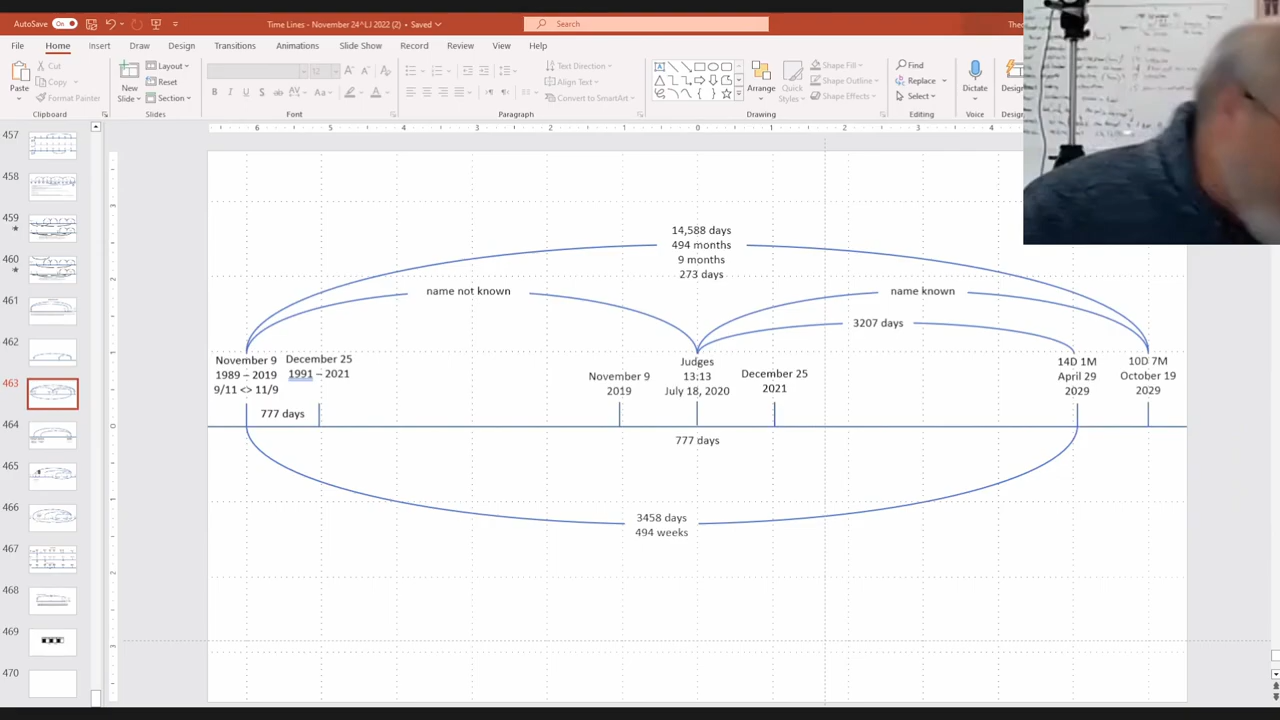 AutoSave On Time Lines - November 24^LJ 2022 (2) • Saved Search
File Home Insert Draw Design Transitions Animations Slide Show Record Review View Help
Paste Cut Copy Format Painter Clipboard
New Slide Layout Reset Section Slides
Font
Text Direction Align Text Convert to SmartArt Paragraph
Arrange Quick Styles Shape Fill Shape Outline Shape Effects Drawing
Find Replace Select Editing
Dictate Voice
457
458
459
460
461
462
463
464
465
466
467
468
469
470
14,588 days
494 months
9 months
273 days
name not known
name known
3207 days
November 9
1989 – 2019
9/11 <> 11/9
December 25
1991 – 2021
777 days
November 9
2019
Judges
13:13
July 18, 2020
December 25
2021
14D 1M
April 29
2029
10D 7M
October 19
2029
777 days
3458 days
494 weeks